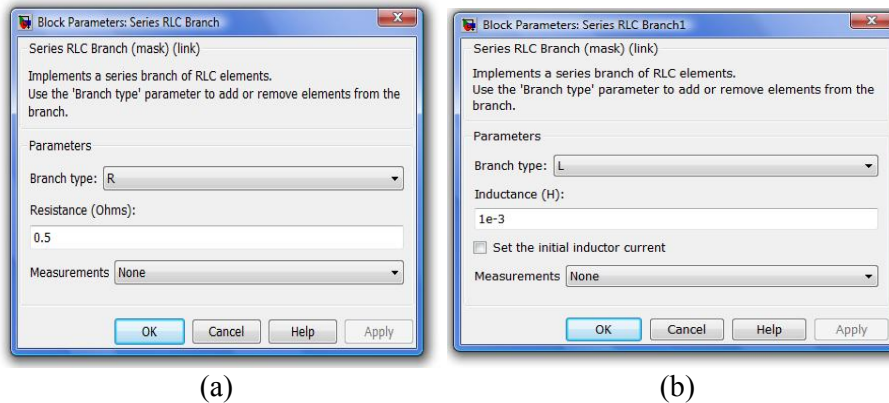 Block Parameters: Series RLC Branch
Series RLC Branch (mask) (link)
Implements a series branch of RLC elements.
Use the 'Branch type' parameter to add or remove elements from the
branch.
Parameters
Branch type: R
Resistance (Ohms):
0.5
Measurements None
OK Cancel Help Apply
(a)
Block Parameters: Series RLC Branch1
Series RLC Branch (mask) (link)
Implements a series branch of RLC elements.
Use the 'Branch type' parameter to add or remove elements from the
branch.
Parameters
Branch type: L
Inductance (H):
1e-3
Set the initial inductor current
Measurements None
OK Cancel Help Apply
(b)